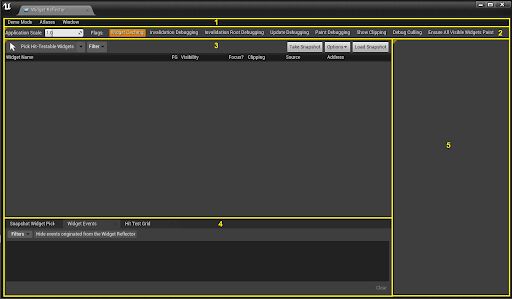 Widget Reflector
Demo Mode Atlases Window
1
Application Scale: 1.0 Flags: Widget Caching Invalidation Debugging Invalidation Root Debugging Update Debugging Paint Debugging Show Clipping Debug Culling Ensure All Visible Widgets Paint
2
3
Pick Hit-Testable Widgets Filter Take Snapshot Options Load Snapshot
Widget Name FG Visibility Focus? Clipping Source Address
5
4
Snapshot Widget Pick Widget Events Hit Test Grid
Filters Hide events originated from the Widget Reflector
Clear